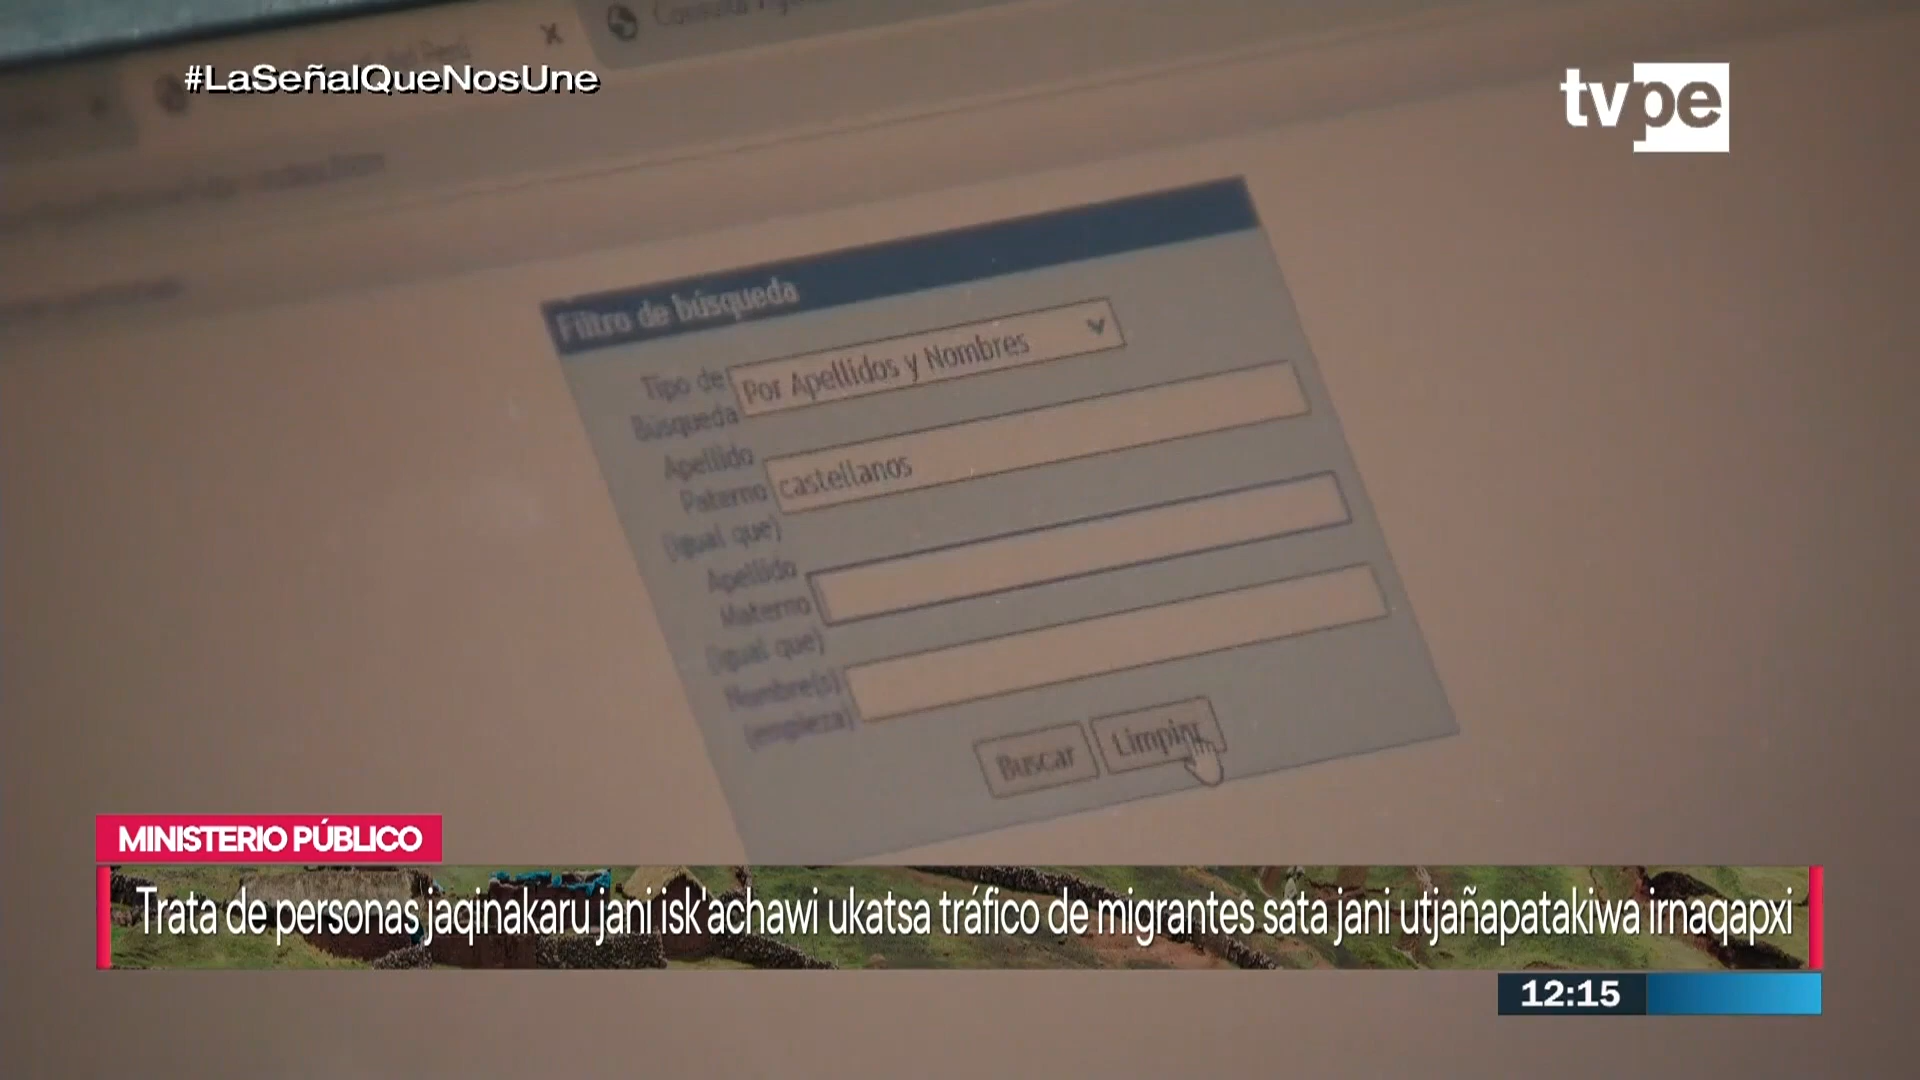 #LaSeñalQueNosUne
tvpe
Filtro de búsqueda
Tipo de Búsqueda
Por Apellidos y Nombres
Apellido Paterno (igual que)
castellanos
Apellido Materno (igual que)
Nombre(s) (empieza)
Buscar
Limpiar
MINISTERIO PÚBLICO
Trata de personas jaqinakaru jani isk'achawi ukatsa tráfico de migrantes sata jani utjañapatakiwa irnaqapxi
12:15